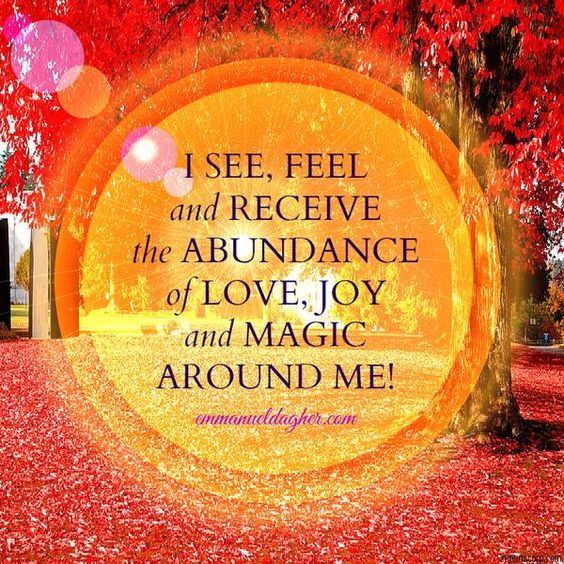 I SEE, FEEL
and RECEIVE
the ABUNDANCE
of LOVE, JOY
and MAGIC
AROUND ME!
emmanueldagher.com